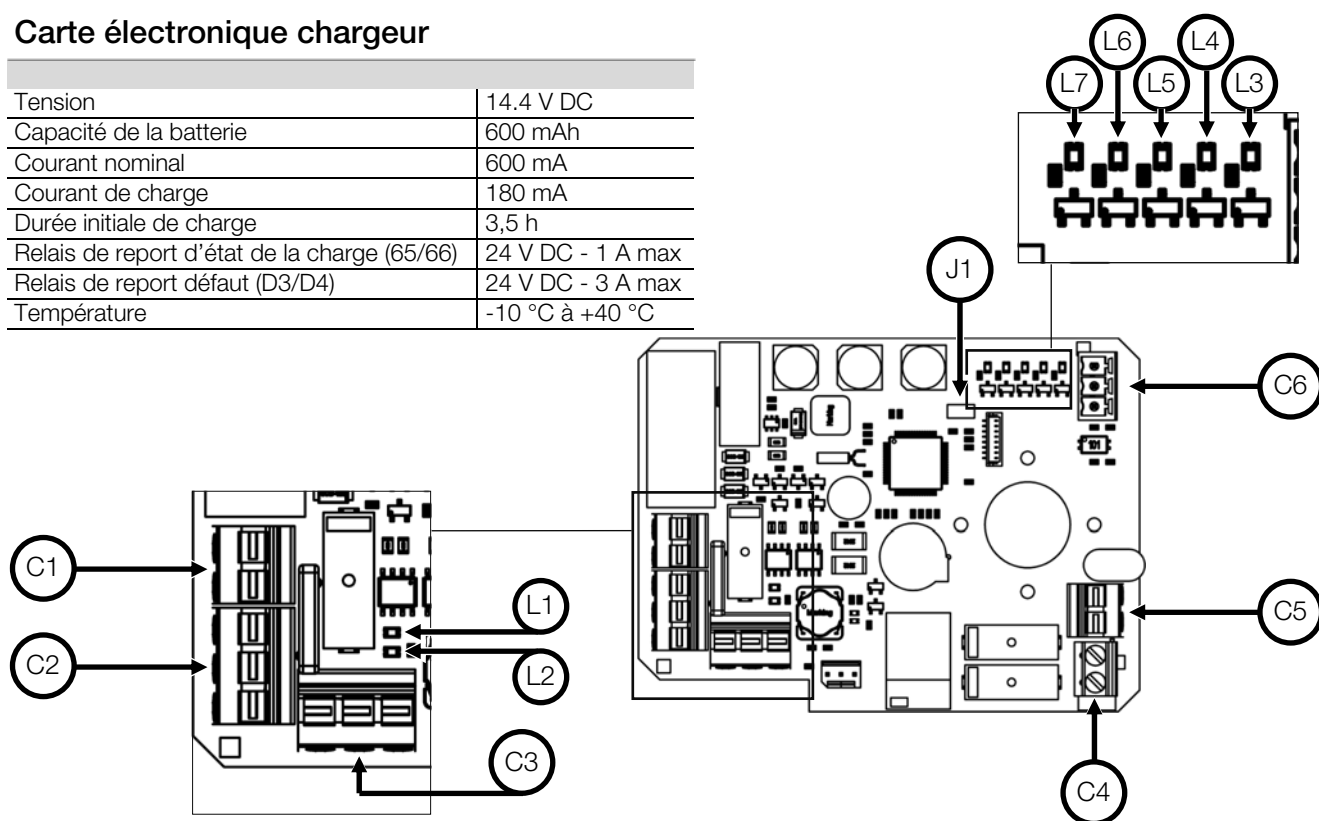 Carte électronique chargeur
Tension 14.4 V DC
Capacité de la batterie 600 mAh
Courant nominal 600 mA
Courant de charge 180 mA
Durée initiale de charge 3,5 h
Relais de report d'état de la charge (65/66) 24 V DC - 1 A max
Relais de report défaut (D3/D4) 24 V DC - 3 A max
Température -10 °C à +40 °C
L6 L4
L7 L5 L3
J1
C6
C1
L1
C5
C2
L2
C3
C4
101
Marking